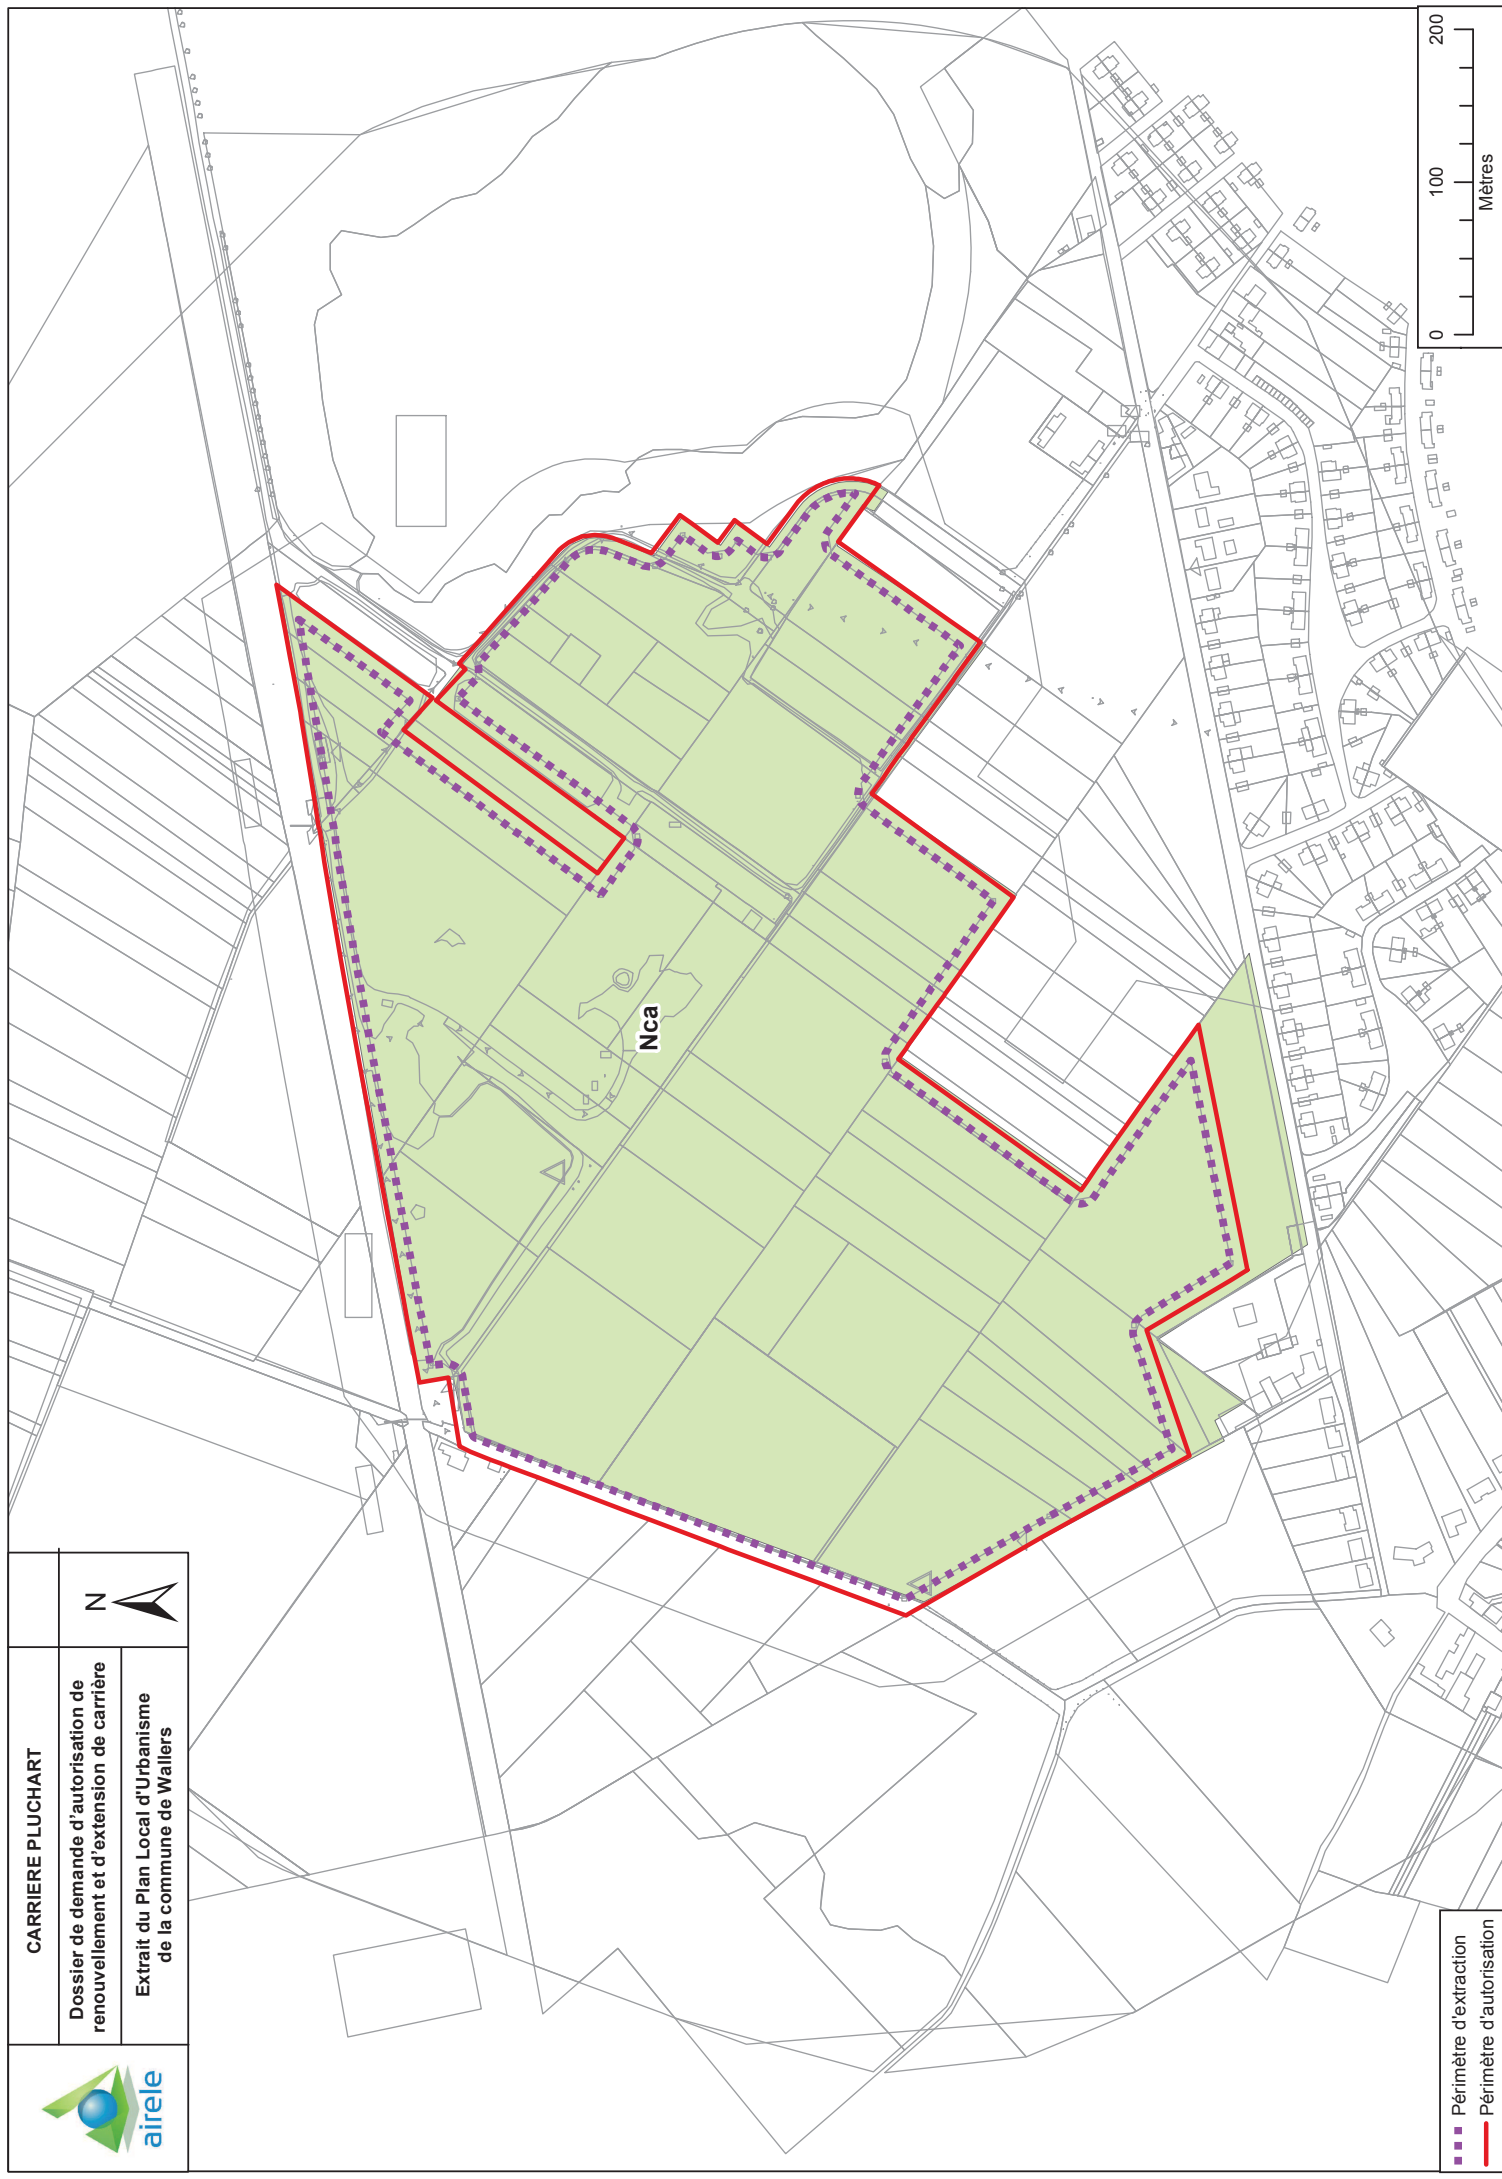 airele
CARRIERE PLUCHART
Dossier de demande d'autorisation de
renouvellement et d'extension de carrière
Extrait du Plan Local d'Urbanisme
de la commune de Wallers
N
Nca
Périmètre d'extraction
Périmètre d'autorisation
0 100 200
Mètres